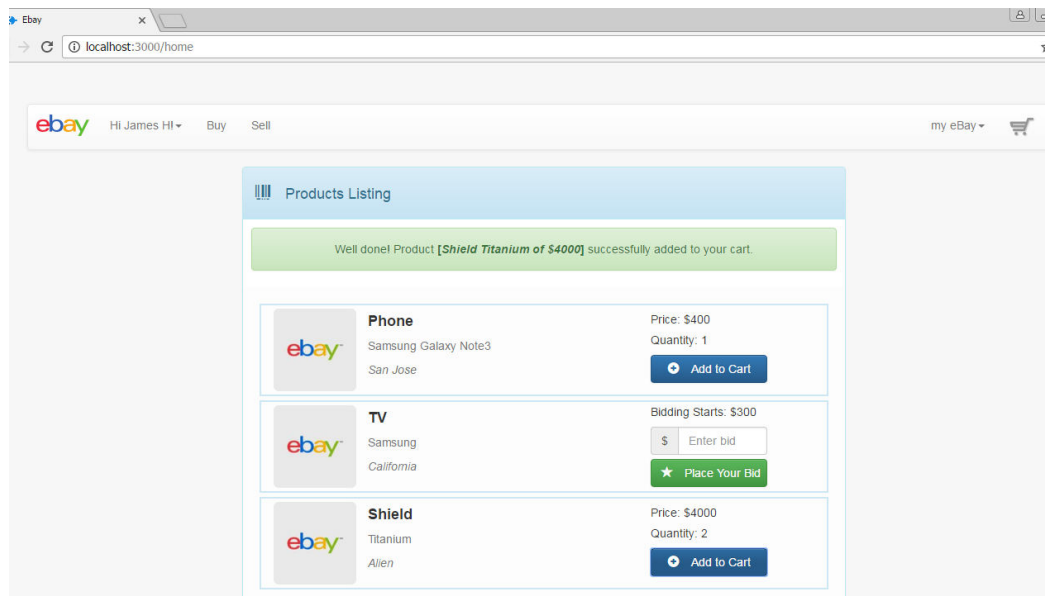 Ebay
localhost:3000/home
ebay Hi James H! Buy Sell my eBay
Products Listing
Well done! Product [Shield Titanium of $4000] successfully added to your cart.
ebay
Phone
Samsung Galaxy Note3
San Jose
Price: $400
Quantity: 1
Add to Cart
ebay
TV
Samsung
California
Bidding Starts: $300
$ Enter bid
Place Your Bid
ebay
Shield
Titanium
Alien
Price: $4000
Quantity: 2
Add to Cart